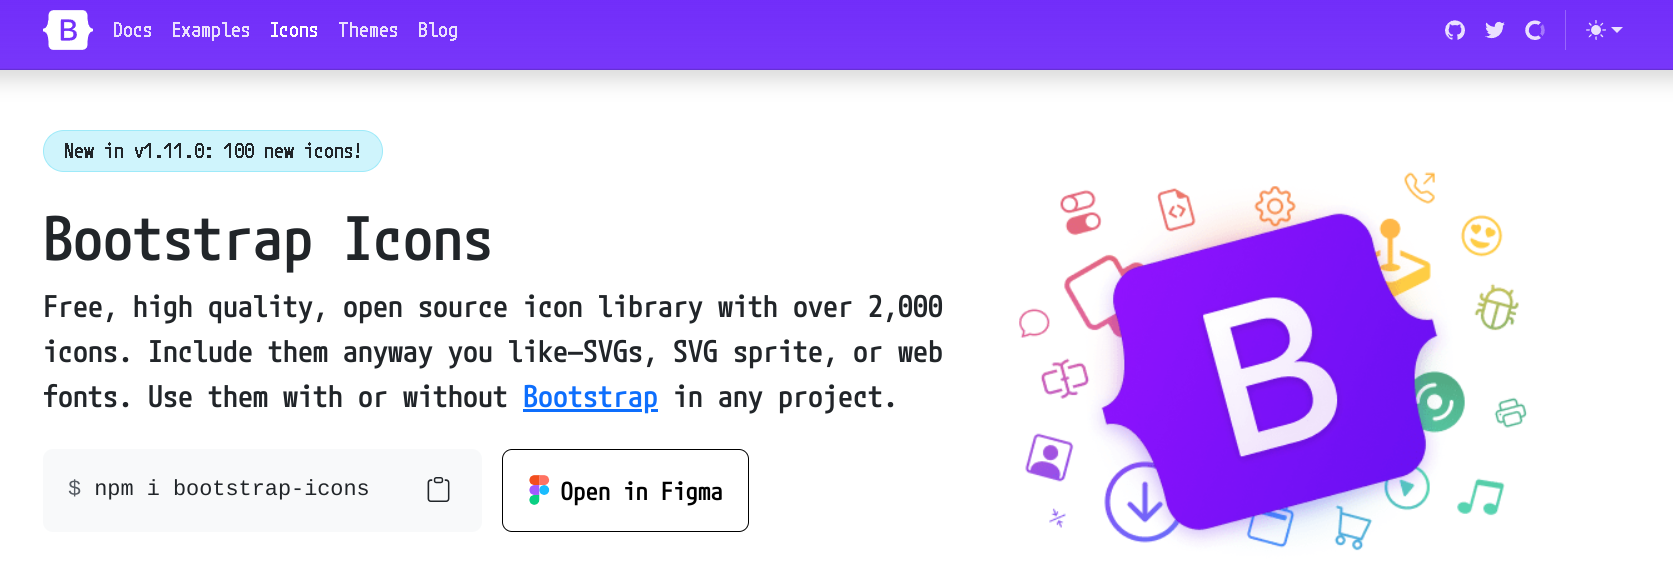 B Docs Examples Icons Themes Blog
New in v1.11.0: 100 new icons!
Bootstrap Icons
Free, high quality, open source icon library with over 2,000
icons. Include them anyway you like—SVGs, SVG sprite, or web
fonts. Use them with or without Bootstrap in any project.
$ npm i bootstrap-icons
Open in Figma
B